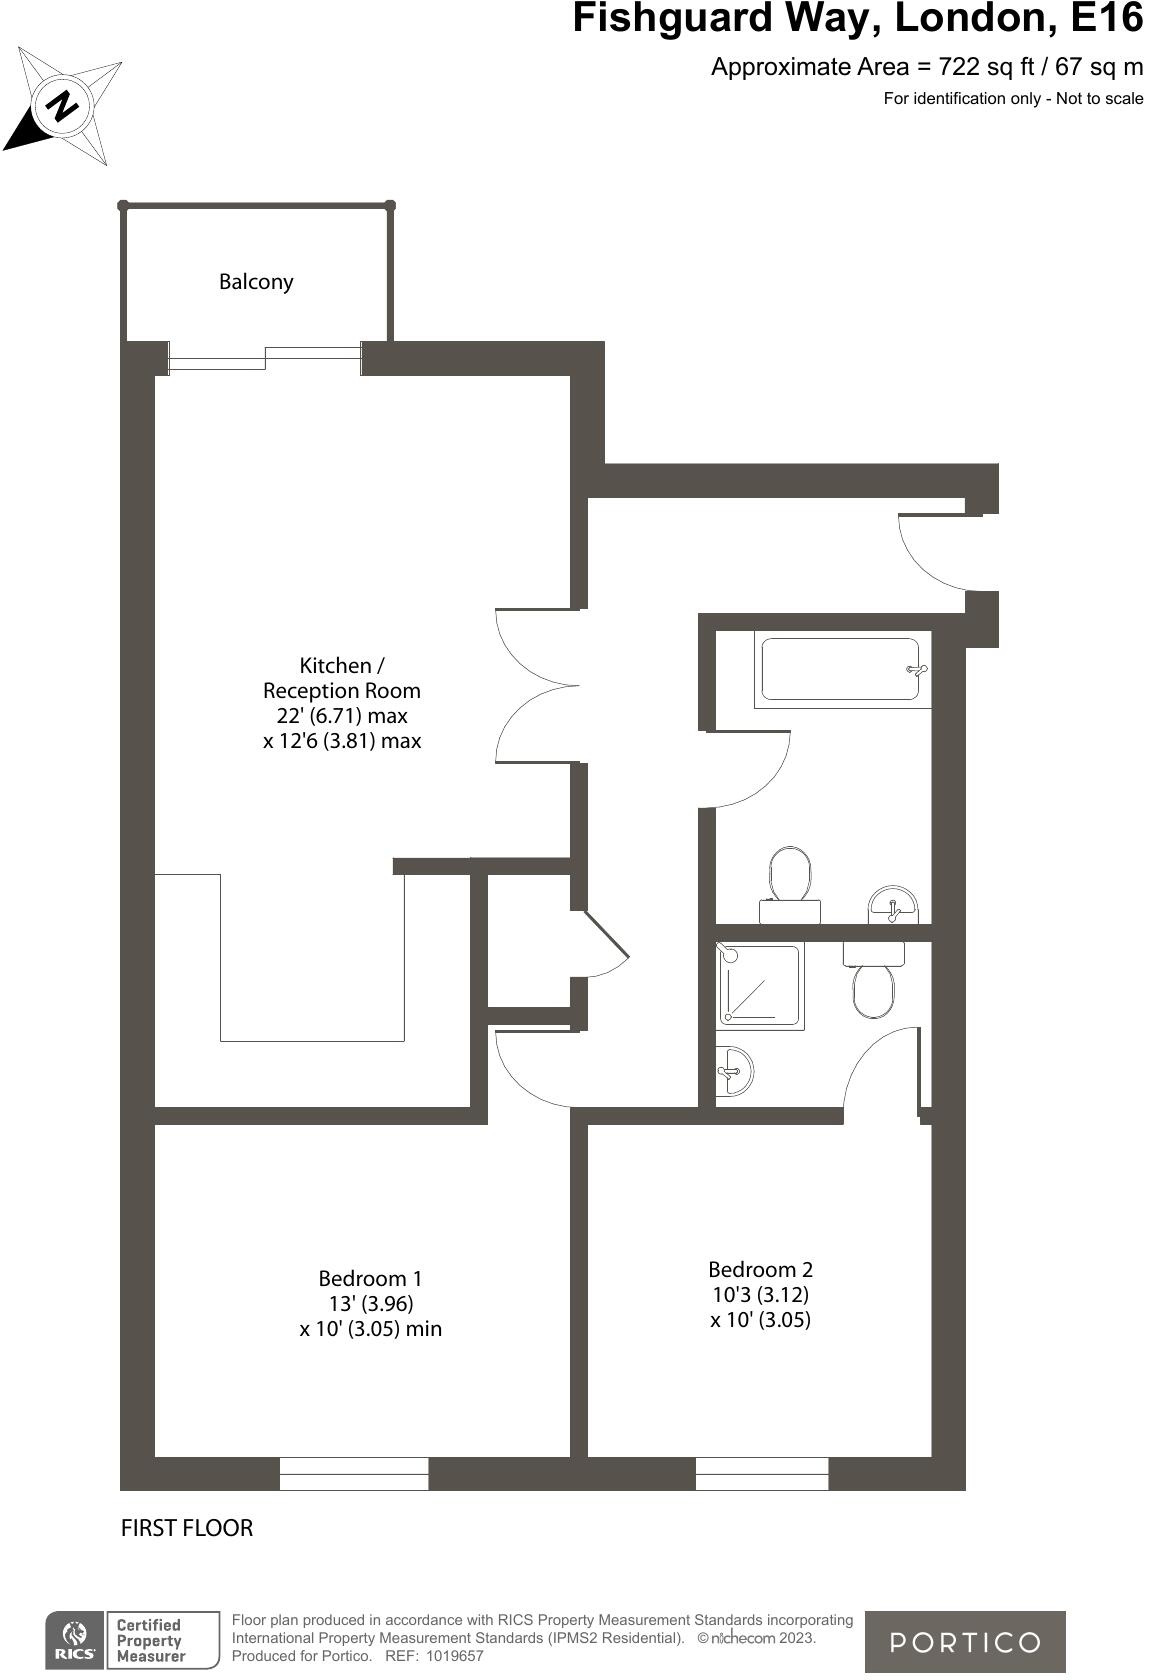 Fishguard Way, London, E16
Approximate Area = 722 sq ft / 67 sq m
For identification only - Not to scale
N
Balcony
Kitchen /
Reception Room
22' (6.71) max
x 12'6 (3.81) max
Bedroom 1
13' (3.96)
x 10' (3.05) min
Bedroom 2
10'3 (3.12)
x 10' (3.05)
FIRST FLOOR
RICS
Certified
Property
Measurer
Floor plan produced in accordance with RICS Property Measurement Standards incorporating
International Property Measurement Standards (IPMS2 Residential). © nichecom 2023.
Produced for Portico. REF: 1019657
PORTICO